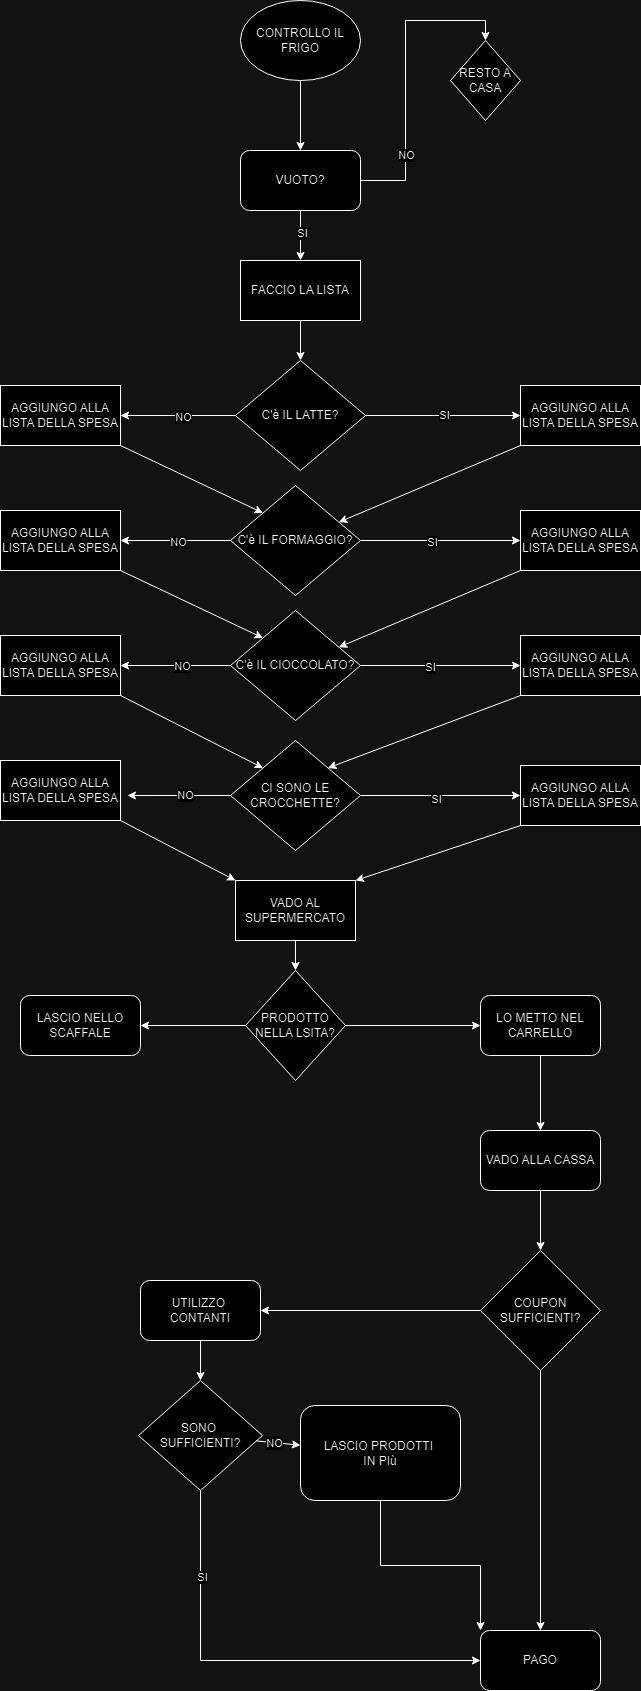 CONTROLLO IL
FRIGO
RESTO A
CASA
NO
VUOTO?
SI
FACCIO LA LISTA
AGGIUNGO ALLA
LISTA DELLA SPESA
NO
C'è IL LATTE?
SI
AGGIUNGO ALLA
LISTA DELLA SPESA
AGGIUNGO ALLA
LISTA DELLA SPESA
NO
C'è IL FORMAGGIO?
SI
AGGIUNGO ALLA
LISTA DELLA SPESA
AGGIUNGO ALLA
LISTA DELLA SPESA
NO
C'è IL CIOCCOLATO?
SI
AGGIUNGO ALLA
LISTA DELLA SPESA
AGGIUNGO ALLA
LISTA DELLA SPESA
NO
CI SONO LE
CROCCHETTE?
SI
AGGIUNGO ALLA
LISTA DELLA SPESA
VADO AL
SUPERMERCATO
LASCIO NELLO
SCAFFALE
PRODOTTO
NELLA LSITA?
LO METTO NEL
CARRELLO
VADO ALLA CASSA
UTILIZZO
CONTANTI
COUPON
SUFFICIENTI?
SONO
SUFFICIENTI?
NO
LASCIO PRODOTTI
IN PIù
SI
PAGO